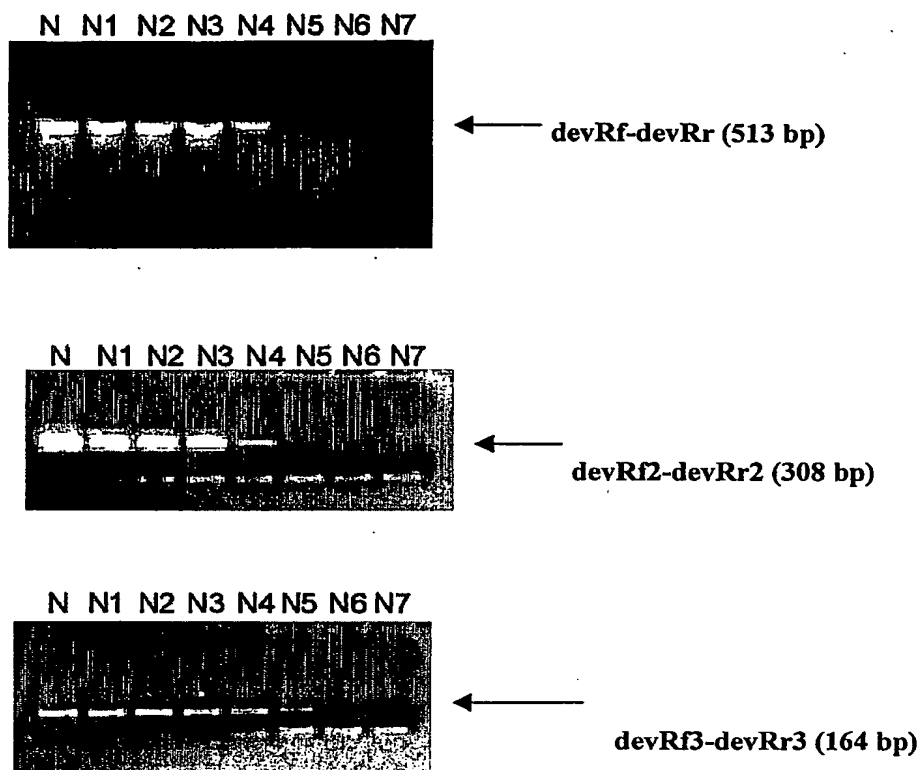 N N1 N2 N3 N4 N5 N6 N7
devRf-devRr (513 bp)
N N1 N2 N3 N4 N5 N6 N7
devRf2-devRr2 (308 bp)
N N1 N2 N3 N4 N5 N6 N7
devRf3-devRr3 (164 bp)